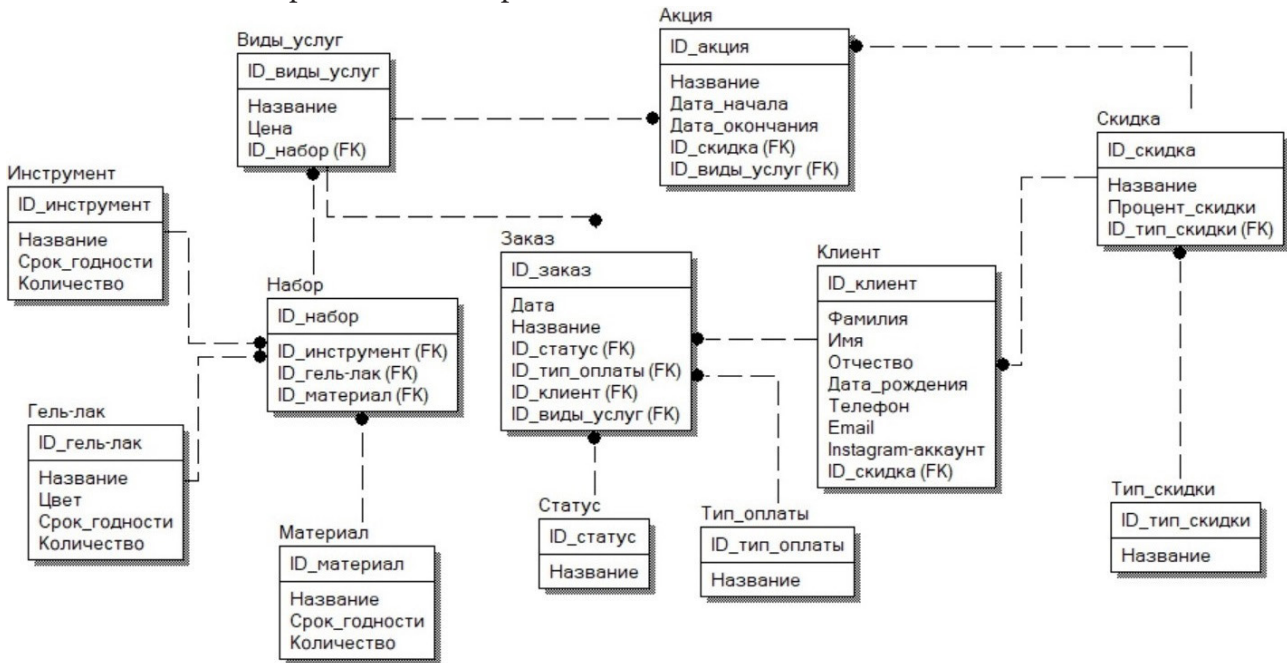 Акция
ID_акция
Название
Дата_начала
Дата_окончания
ID_скидка (FK)
ID_виды_услуг (FK)
Виды_услуг
ID_виды_услуг
Название
Цена
ID_набор (FK)
Скидка
ID_скидка
Название
Процент_скидки
ID_тип_скидки (FK)
Инструмент
ID_инструмент
Название
Срок_годности
Количество
Набор
ID_набор
ID_инструмент (FK)
ID_гель-лак (FK)
ID_материал (FK)
Заказ
ID_заказ
Дата
Название
ID_статус (FK)
ID_тип_оплаты (FK)
ID_клиент (FK)
ID_виды_услуг (FK)
Клиент
ID_клиент
Фамилия
Имя
Отчество
Дата_рождения
Телефон
Email
Instagram-аккаунт
ID_скидка (FK)
Гель-лак
ID_гель-лак
Название
Цвет
Срок_годности
Количество
Материал
ID_материал
Название
Срок_годности
Количество
Статус
ID_статус
Название
Тип_оплаты
ID_тип_оплаты
Название
Тип_скидки
ID_тип_скидки
Название